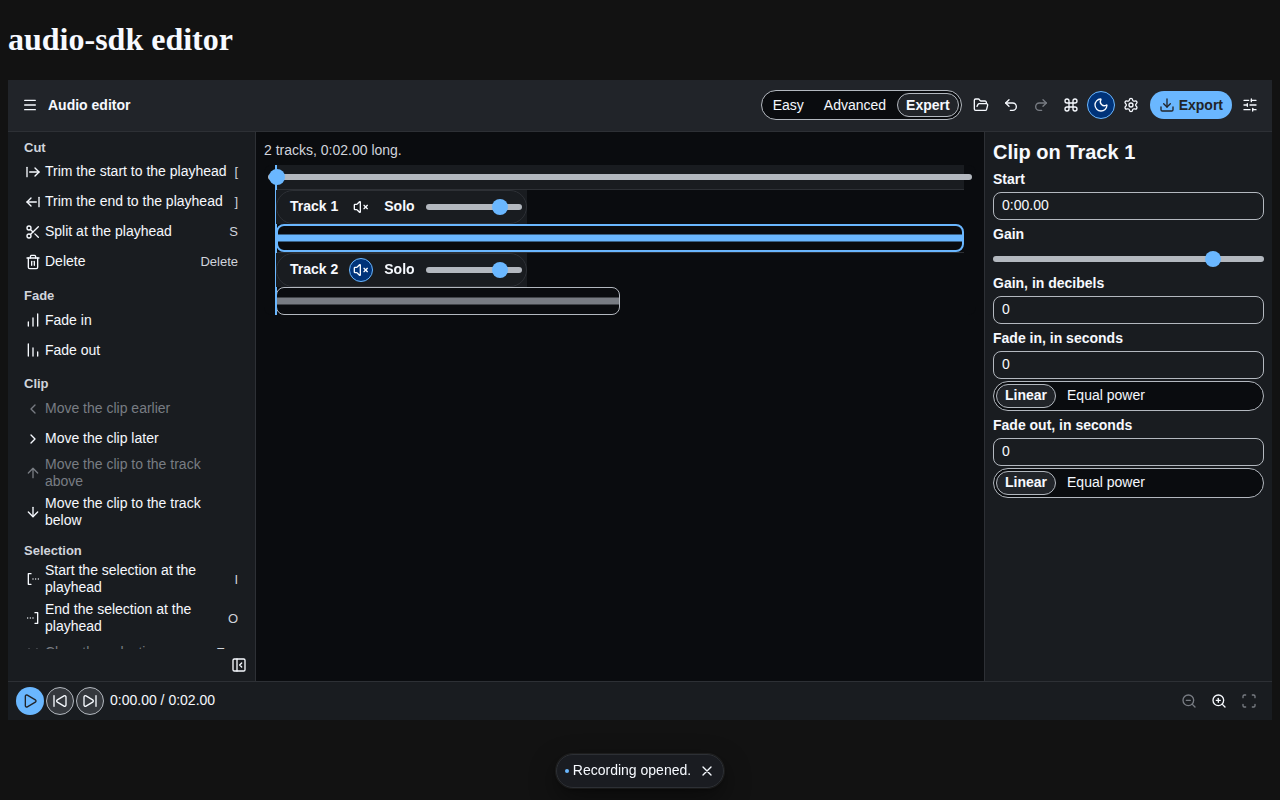 audio-sdk editor
Audio editor
Easy Advanced Expert
Export
Cut
Trim the start to the playhead [
Trim the end to the playhead ]
Split at the playhead S
Delete Delete
Fade
Fade in
Fade out
Clip
Move the clip earlier
Move the clip later
Move the clip to the track
above
Move the clip to the track
below
Selection
Start the selection at the
playhead I
End the selection at the
playhead O
2 tracks, 0:02.00 long.
Track 1 Solo
Track 2 Solo
Clip on Track 1
Start
0:00.00
Gain
Gain, in decibels
0
Fade in, in seconds
0
Linear Equal power
Fade out, in seconds
0
Linear Equal power
0:00.00 / 0:02.00
Recording opened.